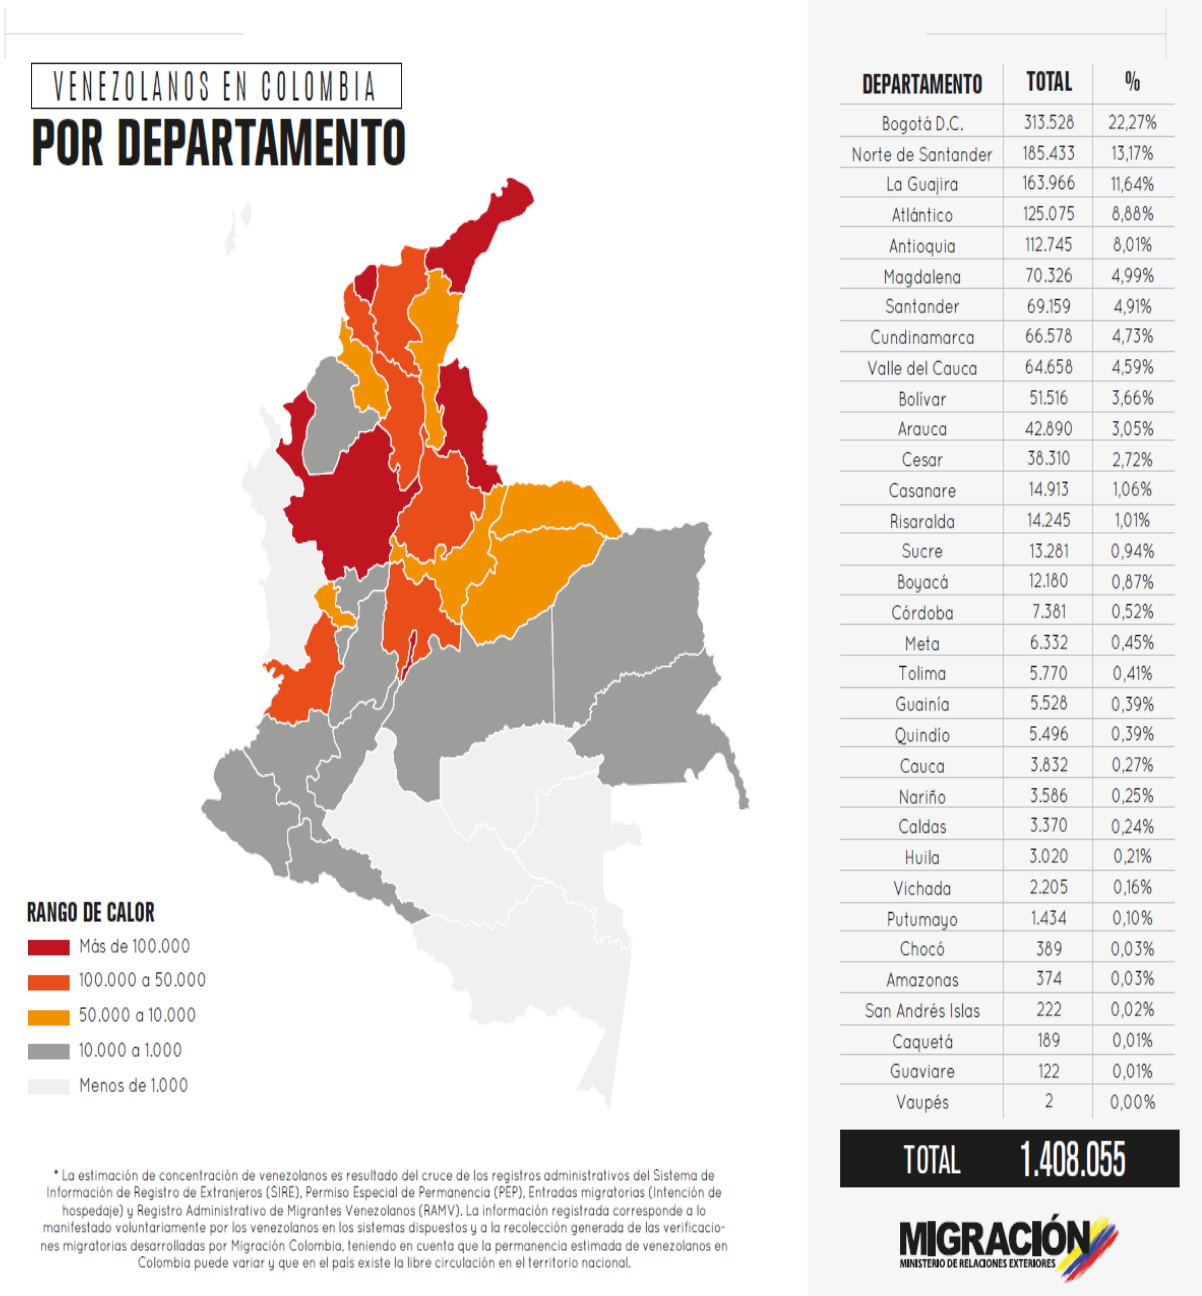 VENEZOLANOS EN COLOMBIA
POR DEPARTAMENTO
RANGO DE CALOR
Más de 100.000
100.000 a 50.000
50.000 a 10.000
10.000 a 1.000
Menos de 1.000
* La estimación de concentración de venezolanos es resultado del cruce de los registros administrativos del Sistema de
Información de Registro de Extranjeros (SIRE), Permiso Especial de Permanencia (PEP), Entradas migratorias (Intención de
hospedaje) y Registro Administrativo de Migrantes Venezolanos (RAMV). La información registrada corresponde a lo
manifestado voluntariamente por los venezolanos en los sistemas dispuestos y a la recolección generada de las verificacio-
nes migratorias desarrolladas por Migración Colombia, teniendo en cuenta que la permanencia estimada de venezolanos en
Colombia puede variar y que en el país existe la libre circulación en el territorio nacional.
DEPARTAMENTO TOTAL %
Bogotá D.C. 313.528 22,27%
Norte de Santander 185.433 13,17%
La Guajira 163.966 11,64%
Atlántico 125.075 8,88%
Antioquia 112.745 8,01%
Magdalena 70.326 4,99%
Santander 69.159 4,91%
Cundinamarca 66.578 4,73%
Valle del Cauca 64.658 4,59%
Bolívar 51.516 3,66%
Arauca 42.890 3,05%
Cesar 38.310 2,72%
Casanare 14.913 1,06%
Risaralda 14.245 1,01%
Sucre 13.281 0,94%
Boyacá 12.180 0,87%
Córdoba 7.381 0,52%
Meta 6.332 0,45%
Tolima 5.770 0,41%
Guainía 5.528 0,39%
Quindío 5.496 0,39%
Cauca 3.832 0,27%
Nariño 3.586 0,25%
Caldas 3.370 0,24%
Huila 3.020 0,21%
Vichada 2.205 0,16%
Putumayo 1.434 0,10%
Chocó 389 0,03%
Amazonas 374 0,03%
San Andrés Islas 222 0,02%
Caquetá 189 0,01%
Guaviare 122 0,01%
Vaupés 2 0,00%
TOTAL 1.408.055
MIGRACIÓN
MINISTERIO DE RELACIONES EXTERIORES